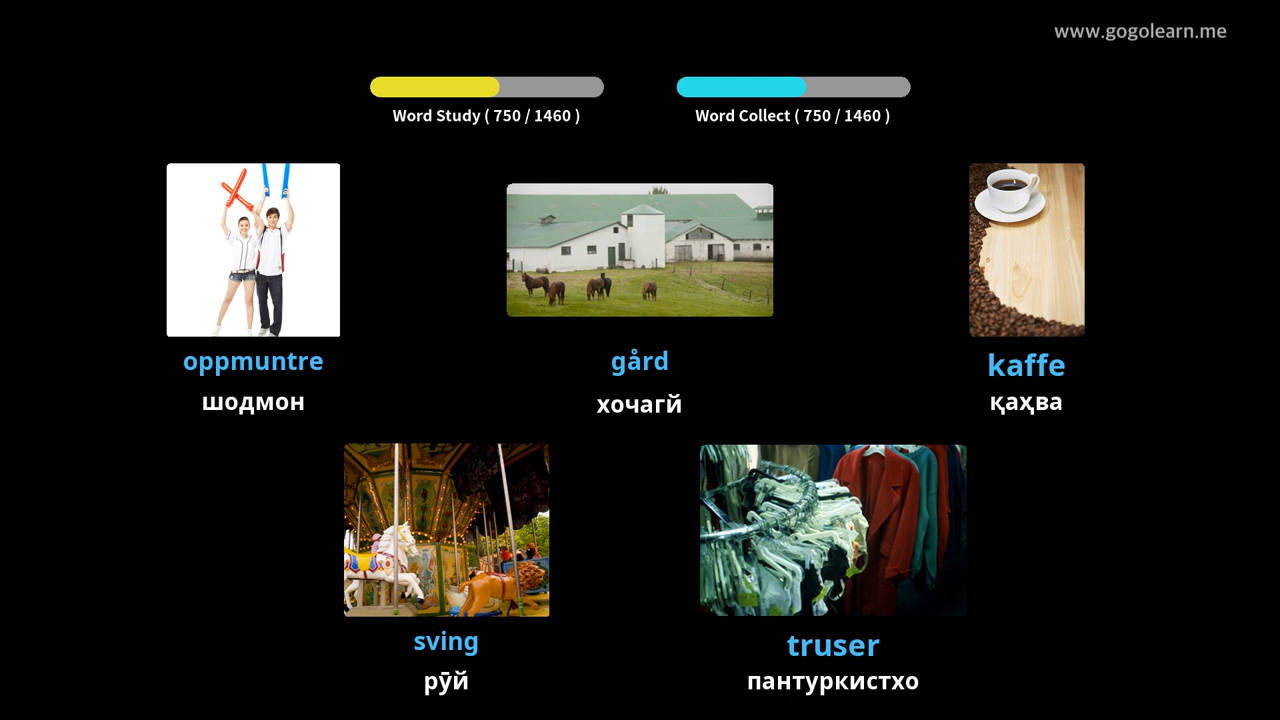 www.gogolearn.me
Word Study ( 750 / 1460 )
Word Collect ( 750 / 1460 )
oppmuntre
шодмон
gård
хочагӣ
kaffe
қаҳва
sving
рӯй
truser
пантуркистхо